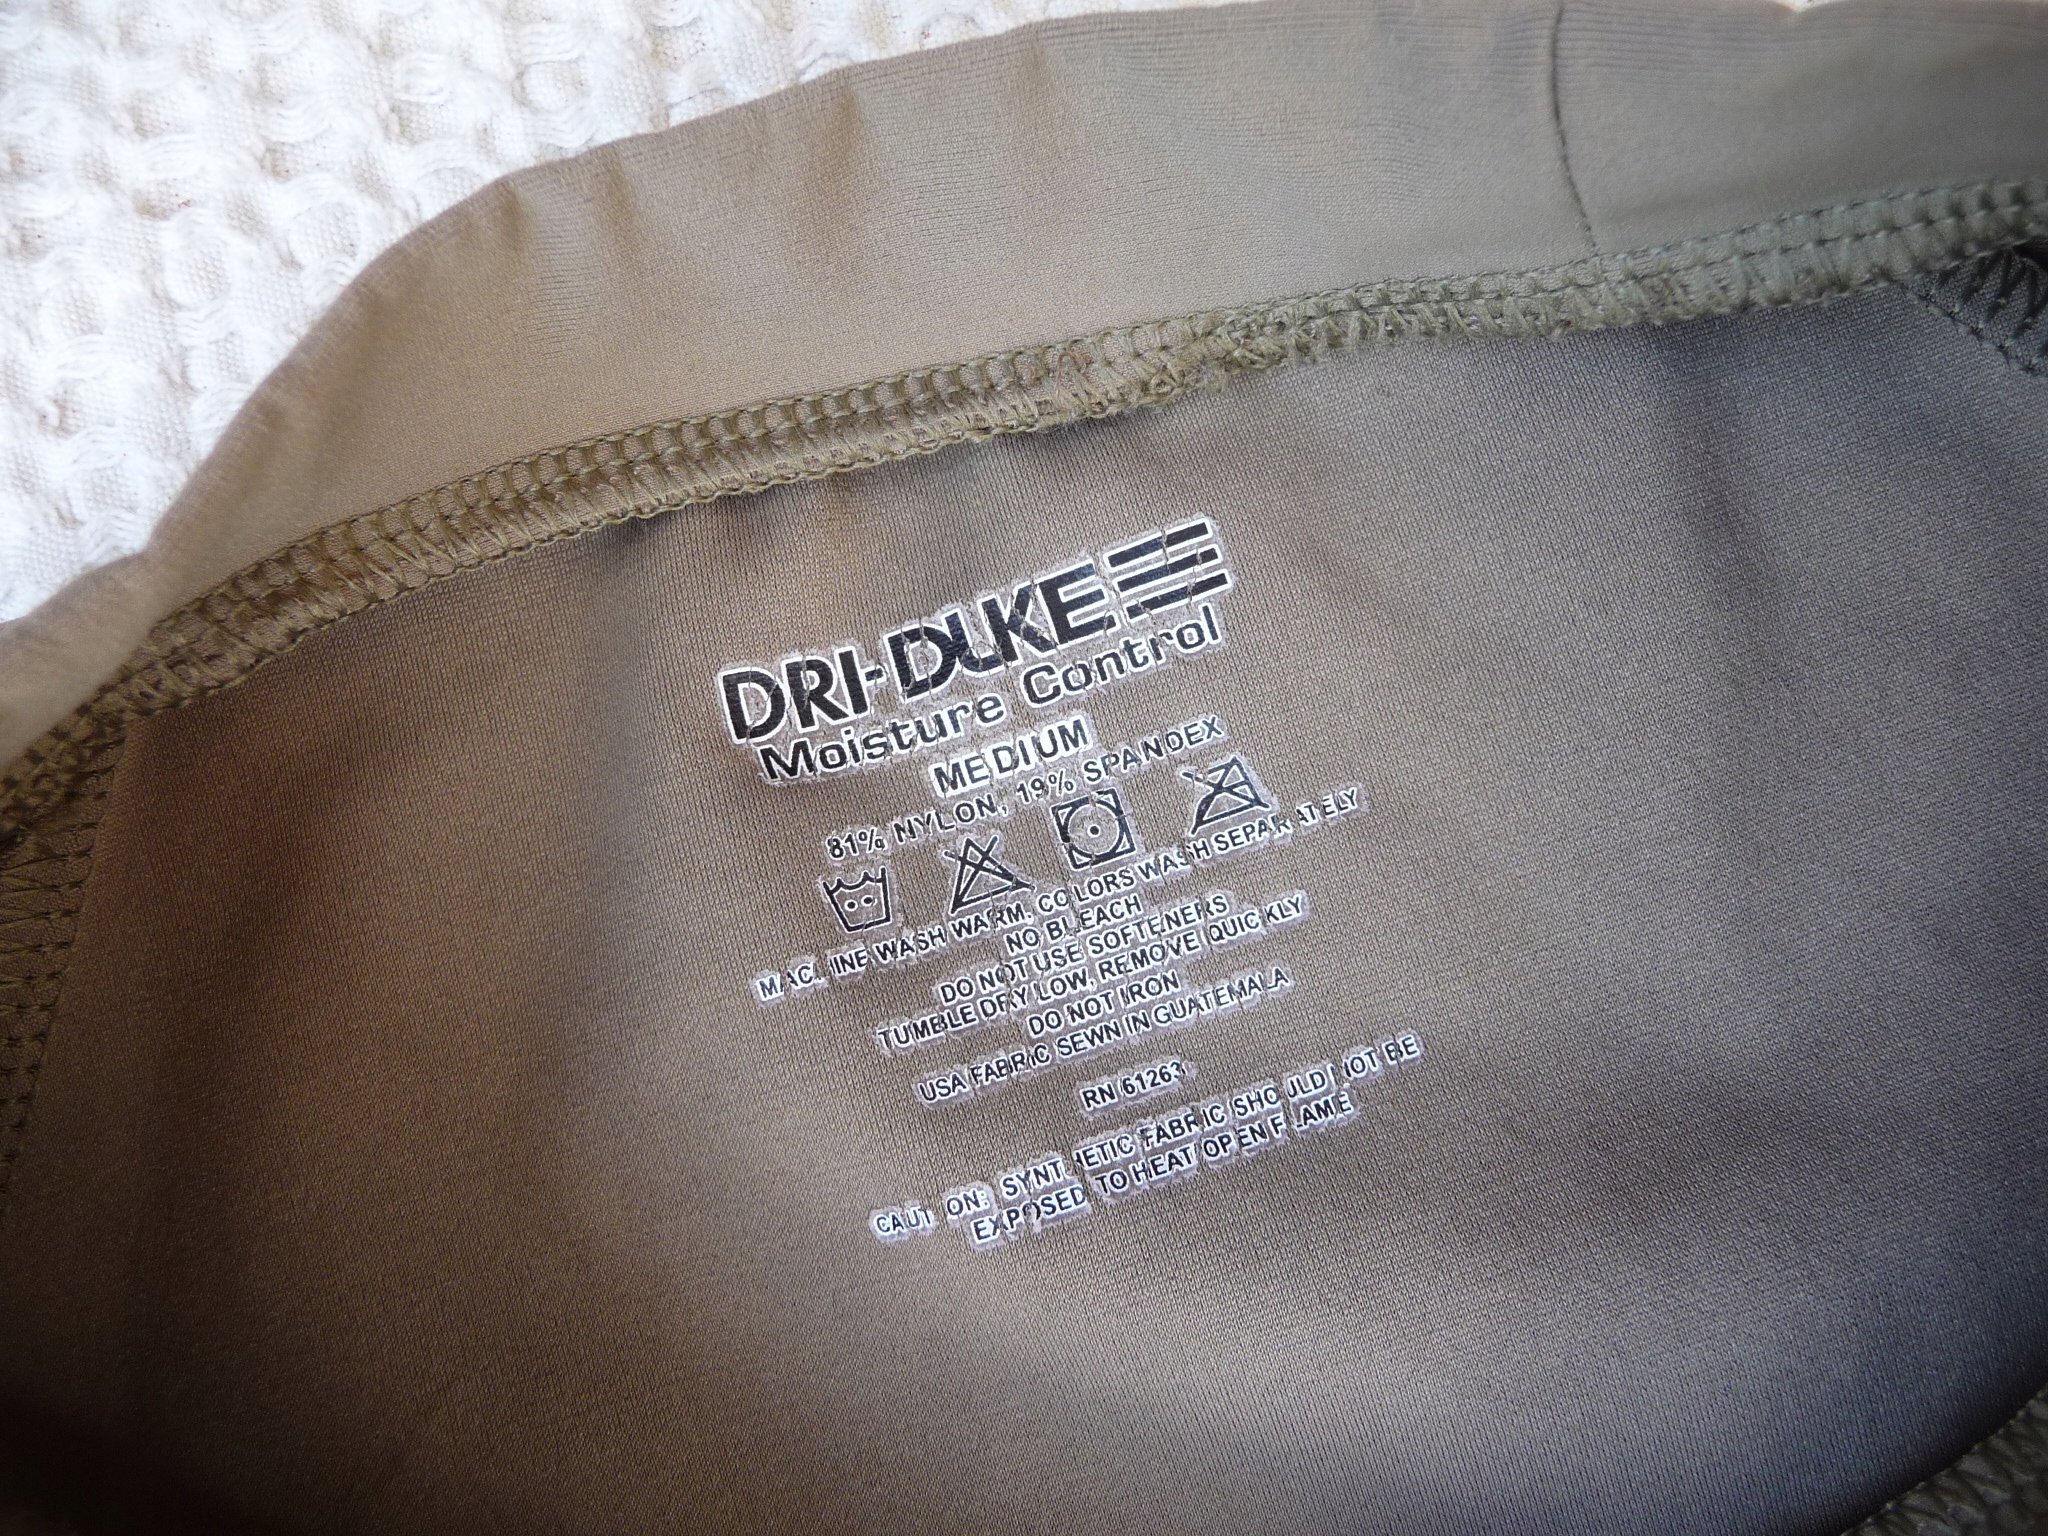 DRI-DUKE
Moisture Control
MEDIUM
81% NYLON, 19% SPANDEX
MACHINE WASH WARM, COLORS WASH SEPARATELY
NO BLEACH
DO NOT USE SOFTENERS
TUMBLE DRY LOW, REMOVE QUICKLY
DO NOT IRON
USA FABRIC SEWN IN GUATEMALA
RN 61263
CAUTION: SYNTHETIC FABRIC SHOULD NOT BE
EXPOSED TO HEAT OPEN FLAME